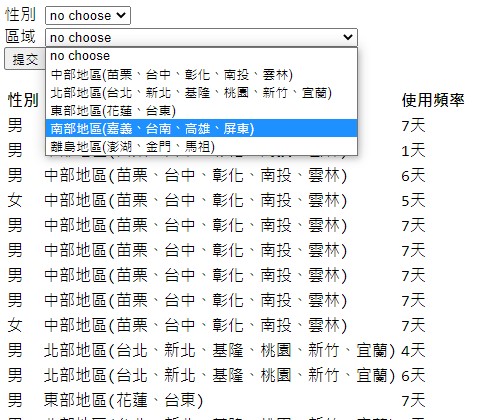 性別 no choose
區域 no choose
提交
no choose
中部地區(苗栗、台中、彰化、南投、雲林)
北部地區(台北、新北、基隆、桃園、新竹、宜蘭)
東部地區(花蓮、台東)
南部地區(嘉義、台南、高雄、屏東)
離島地區(澎湖、金門、馬祖)
性別 使用頻率
男 7天
男 1天
男 中部地區(苗栗、台中、彰化、南投、雲林) 6天
女 中部地區(苗栗、台中、彰化、南投、雲林) 5天
男 中部地區(苗栗、台中、彰化、南投、雲林) 7天
男 中部地區(苗栗、台中、彰化、南投、雲林) 7天
男 中部地區(苗栗、台中、彰化、南投、雲林) 7天
男 中部地區(苗栗、台中、彰化、南投、雲林) 7天
女 中部地區(苗栗、台中、彰化、南投、雲林) 7天
男 北部地區(台北、新北、基隆、桃園、新竹、宜蘭) 4天
男 北部地區(台北、新北、基隆、桃園、新竹、宜蘭) 6天
男 東部地區(花蓮、台東) 7天